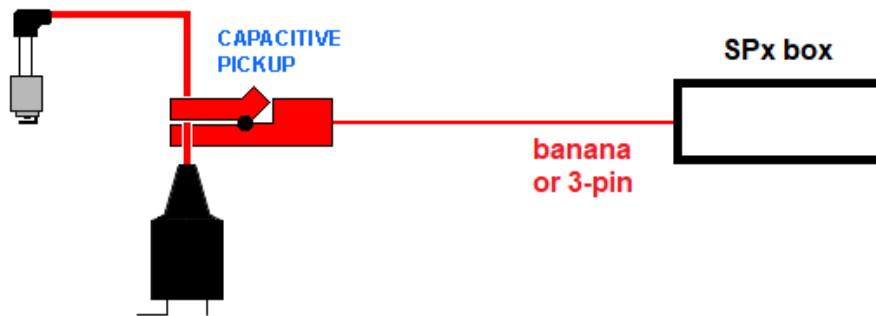 CAPACITIVE
PICKUP
SPx box
banana
or 3-pin